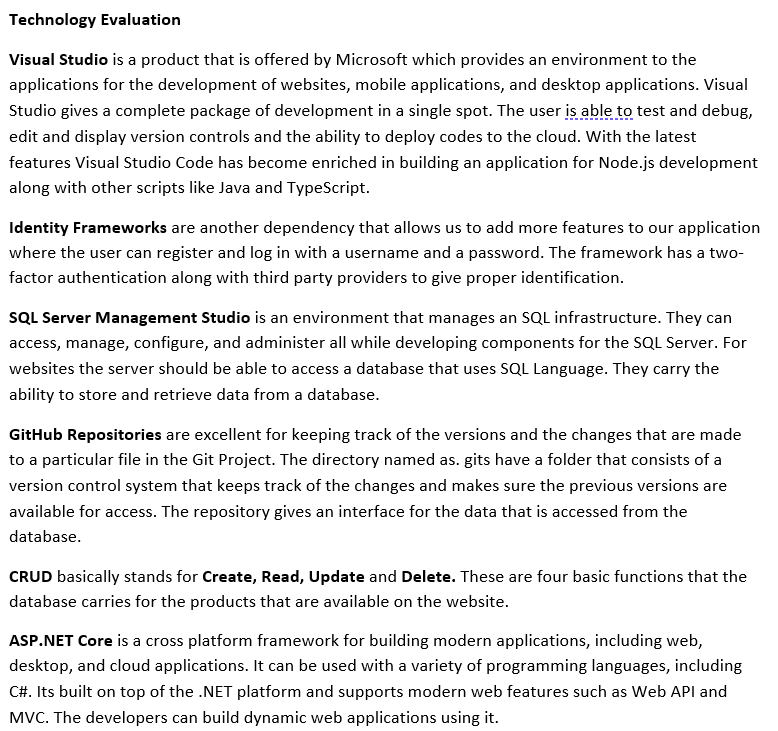 Technology Evaluation
Visual Studio is a product that is offered by Microsoft which provides an environment to the
applications for the development of websites, mobile applications, and desktop applications. Visual
Studio gives a complete package of development in a single spot. The user is able to test and debug,
edit and display version controls and the ability to deploy codes to the cloud. With the latest
features Visual Studio Code has become enriched in building an application for Node.js development
along with other scripts like Java and TypeScript.
Identity Frameworks are another dependency that allows us to add more features to our application
where the user can register and log in with a username and a password. The framework has a two-
factor authentication along with third party providers to give proper identification.
SQL Server Management Studio is an environment that manages an SQL infrastructure. They can
access, manage, configure, and administer all while developing components for the SQL Server. For
websites the server should be able to access a database that uses SQL Language. They carry the
ability to store and retrieve data from a database.
GitHub Repositories are excellent for keeping track of the versions and the changes that are made
to a particular file in the Git Project. The directory named as. gits have a folder that consists of a
version control system that keeps track of the changes and makes sure the previous versions are
available for access. The repository gives an interface for the data that is accessed from the
database.
CRUD basically stands for Create, Read, Update and Delete. These are four basic functions that the
database carries for the products that are available on the website.
ASP.NET Core is a cross platform framework for building modern applications, including web,
desktop, and cloud applications. It can be used with a variety of programming languages, including
C#. Its built on top of the .NET platform and supports modern web features such as Web API and
MVC. The developers can build dynamic web applications using it.